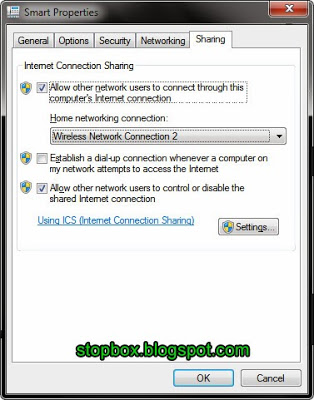 Smart Properties
General
Options
Security
Networking
Sharing
Internet Connection Sharing
Allow other network users to connect through this
computer's Internet connection
Home networking connection:
Wireless Network Connection 2
Establish a dial-up connection whenever a computer on
my network attempts to access the Internet
Allow other network users to control or disable the
shared Internet connection
Using ICS (Internet Connection Sharing)
Settings...
stopbox.blogspot.com
OK
Cancel